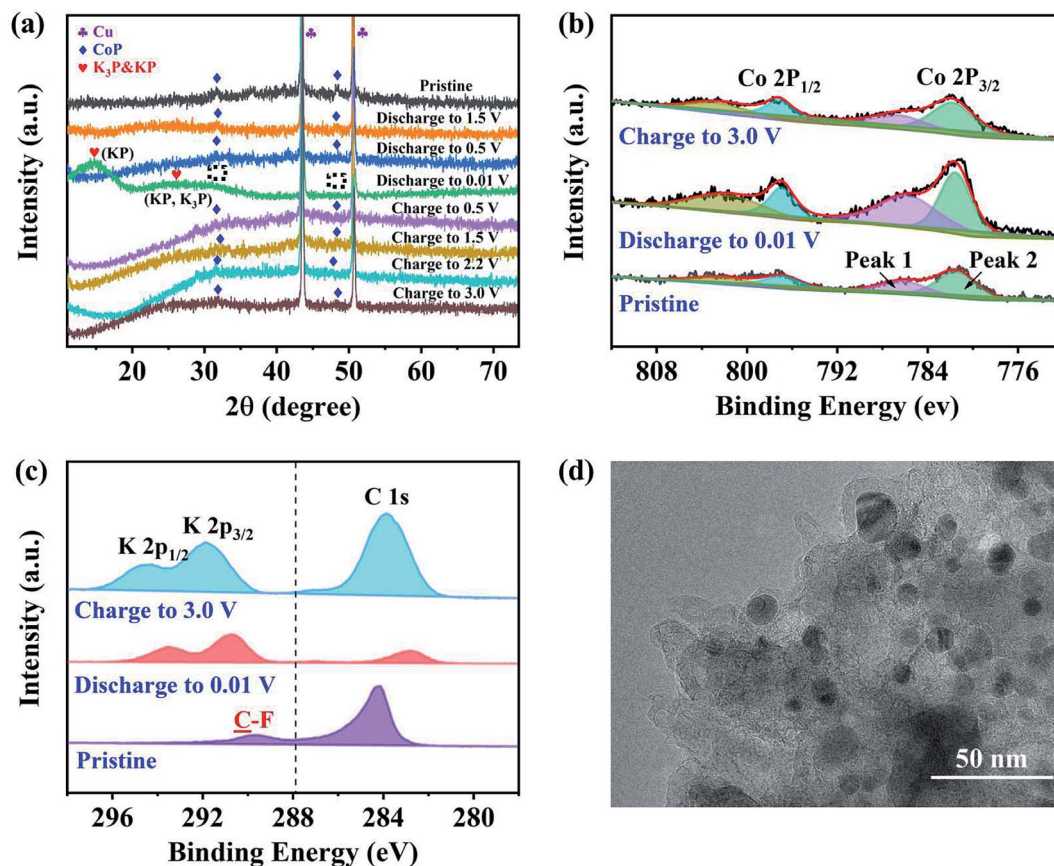 (a)
♣ Cu
♦ CoP
♥ K₃P&KP
♣
♣
Pristine
Discharge to 1.5 V
Discharge to 0.5 V
Discharge to 0.01 V
Charge to 0.5 V
Charge to 1.5 V
Charge to 2.2 V
Charge to 3.0 V
♥(KP)
♥
(KP, K₃P)
Intensity (a.u.)
20 30 40 50 60 70
2θ (degree)
(b)
Co 2P₁/₂ Co 2P₃/₂
Charge to 3.0 V
Discharge to 0.01 V
Peak 1 Peak 2
Pristine
Intensity (a.u.)
808 800 792 784 776
Binding Energy (ev)
(c)
C 1s
K 2p₃/₂
K 2p₁/₂
Charge to 3.0 V
Discharge to 0.01 V
C-F
Pristine
Intensity (a.u.)
296 292 288 284 280
Binding Energy (eV)
(d)
50 nm